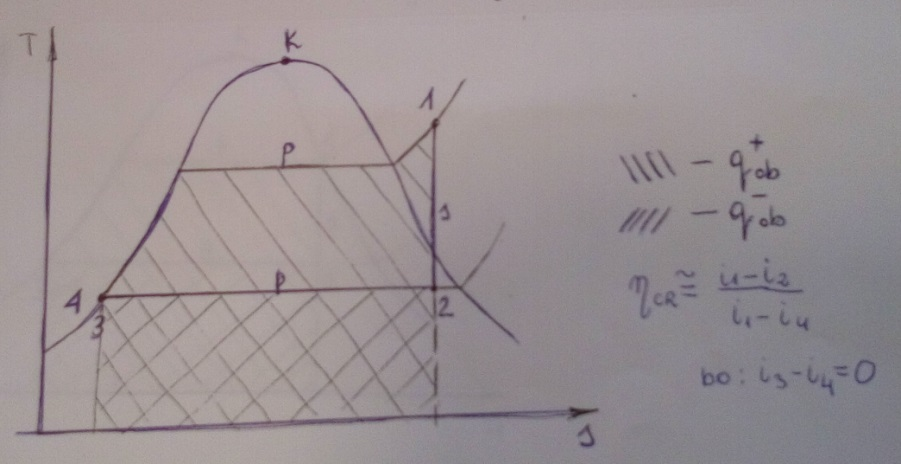 T
K
1
p
s
p
4
3
2
s
\\\\ - q⁺ob
//// - q⁻ob
ηCR ≅ i₁-i₂ / i₁-i₄
bo: i₃-i₄=0